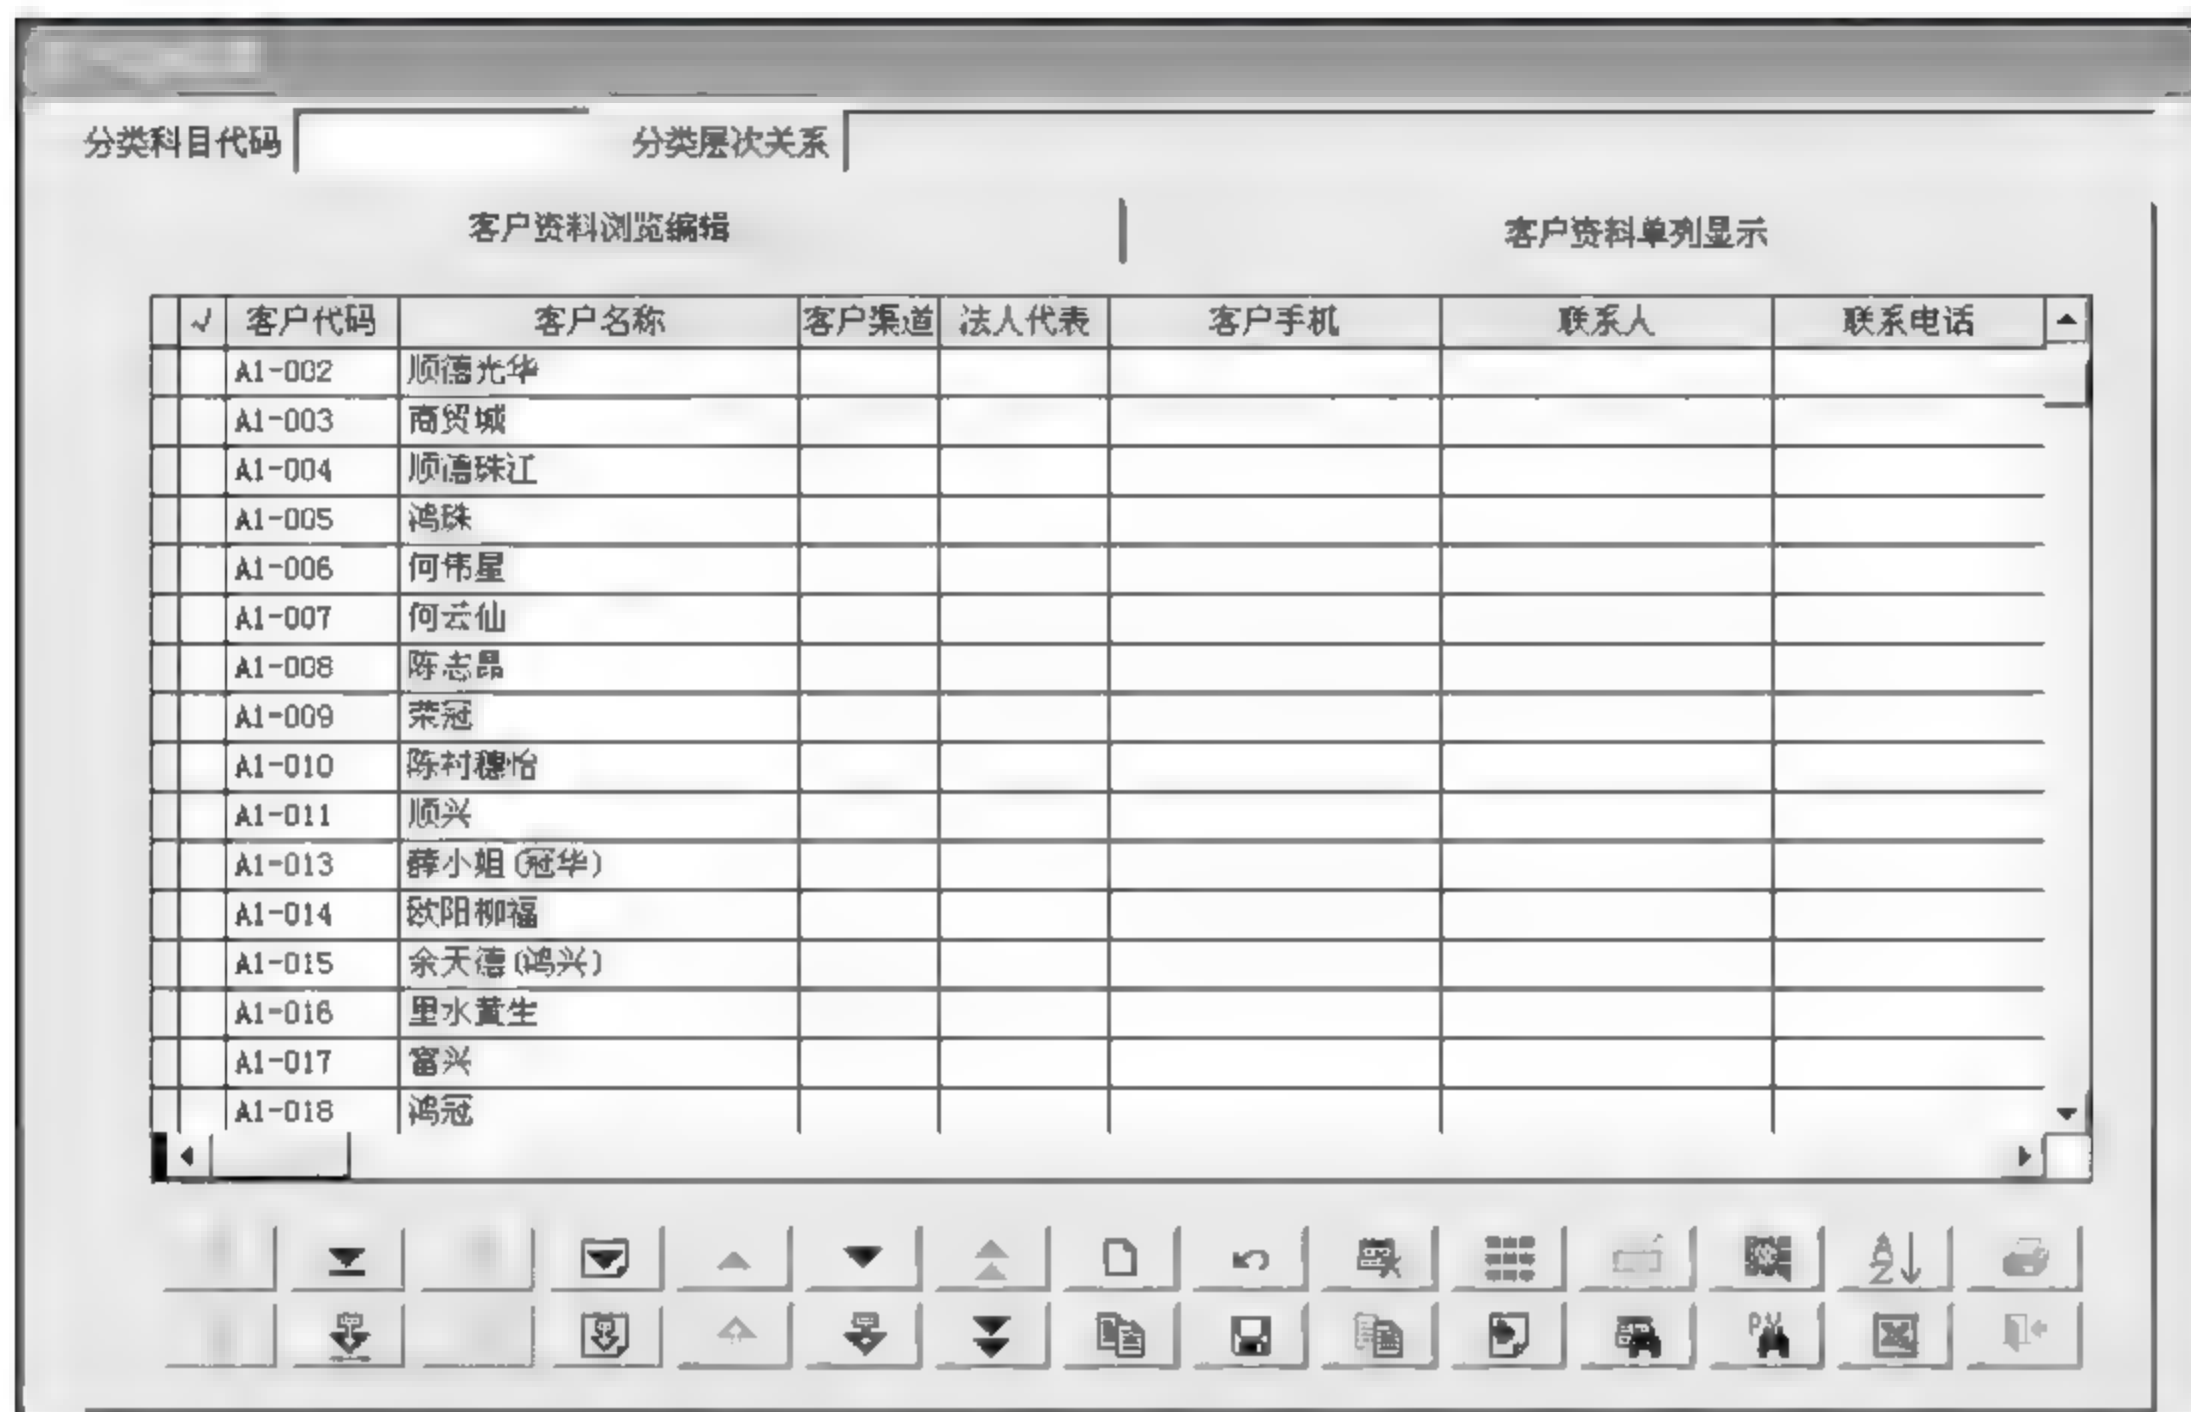 分类科目代码 分类层次关系
客户资料浏览编辑 客户资料单列显示
√ 客户代码 客户名称 客户渠道 法人代表 客户手机 联系人 联系电话
A1-002 顺德光华
A1-003 商贸城
A1-004 顺德珠江
A1-005 鸿珠
A1-006 何伟星
A1-007 何云仙
A1-008 陈志昂
A1-009 荣冠
A1-010 陈村穗怡
A1-011 顺兴
A1-013 薛小姐(冠华)
A1-014 欧阳柳福
A1-015 余天德(鸿兴)
A1-016 里水黄生
A1-017 富兴
A1-018 鸿冠